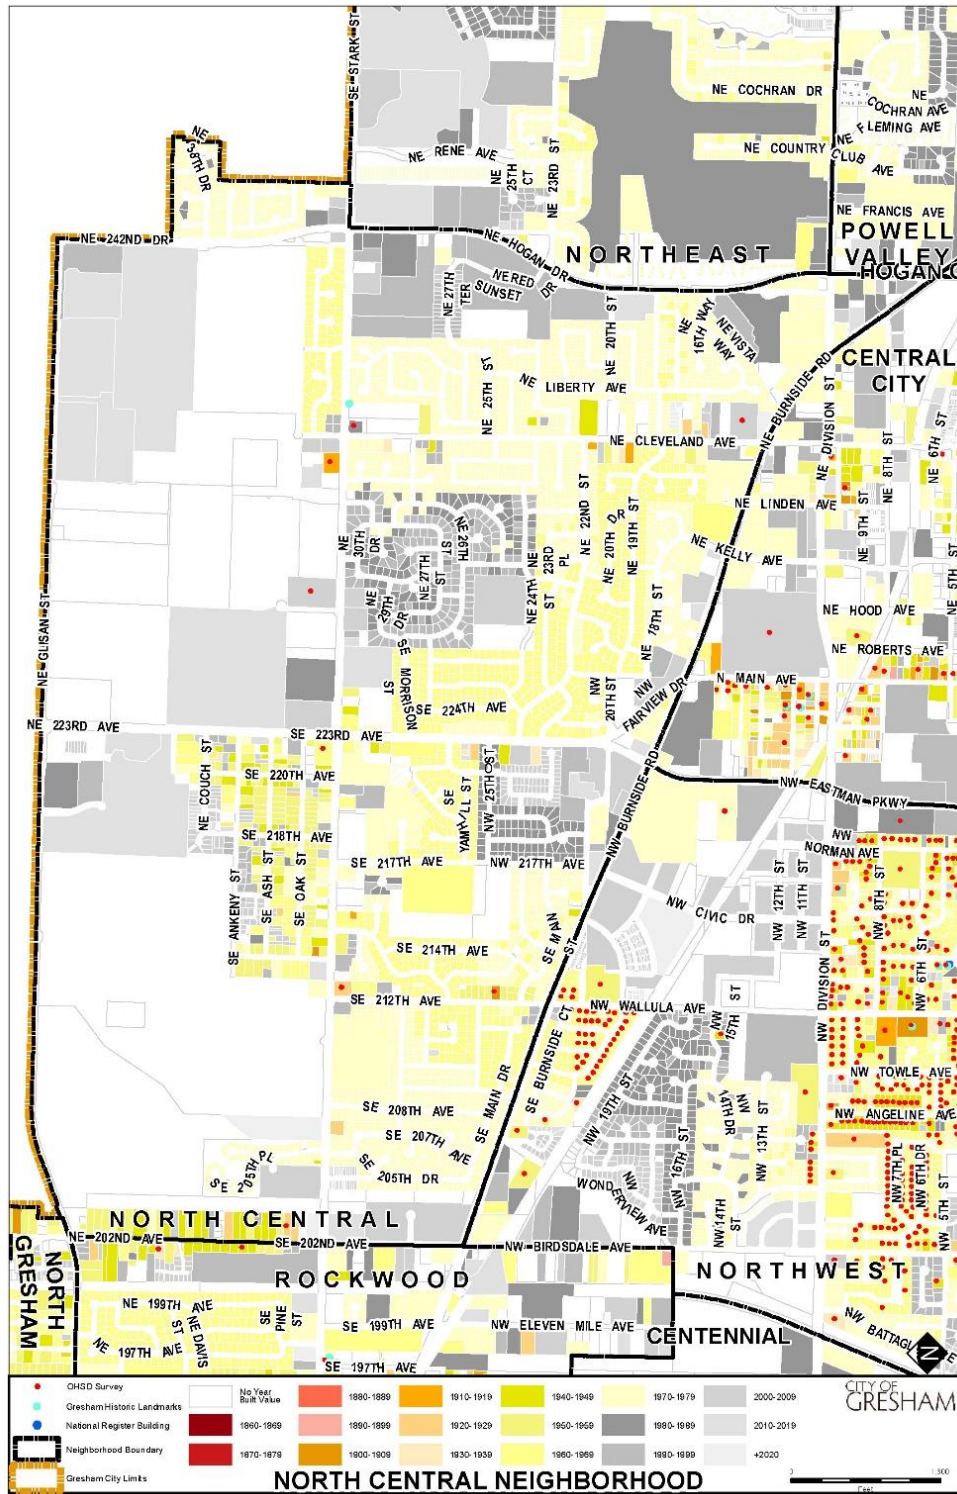 SE STARK ST
NE COCHRAN DR
NE COCHRAN AVE
NE FLEMING AVE
NE COUNTRY CLUB AVE
NE RENE AVE
NE 25TH CT
NE 23RD ST
NE FRANCIS AVE
POWELL VALLEY
NE 242ND DR
NE HOGAN DR
NORTHEAST
NE 27TH TER
NE RED SUNSET DR
NE 20TH ST
NE 16TH WAY
NE VISTA WAY
NE BURNSIDE RD
CENTRAL CITY
NE 25TH ST
NE LIBERTY AVE
NE CLEVELAND AVE
NE DIVISION ST
NE 8TH ST
NE 6TH ST
NE LINDEN AVE
NE 9TH ST
NE 22ND ST
NE 20TH DR
NE 19TH ST
NE 30TH DR
NE 26TH ST
NE 27TH ST
NE 29TH DR
NE 24TH ST
NE 23RD PL
NE KELLY AVE
NE 5TH ST
NE HOOD AVE
NE ROBERTS AVE
NE 18TH ST
N MAIN AVE
NE GLISAN ST
SE MORRISON ST
SE 224TH AVE
NW 20TH ST
NW FAIRVIEW DR
NE 223RD AVE
SE 223RD AVE
NE COUCH ST
SE 220TH AVE
SE YAMHILL ST
NW 25TH ST
NW BURNSIDE RD
NW EASTMAN PKWY
SE 218TH AVE
SE 217TH AVE
NW 217TH AVE
NW NORMAN AVE
SE ANKENY ST
SE ASH ST
SE OAK ST
NW CIVIC DR
NW 12TH ST
NW 11TH ST
NW 8TH ST
SE 214TH AVE
SE MAIN ST
NW DIVISION ST
NW 6TH ST
SE 212TH AVE
NW WALLULA AVE
NW 15TH ST
SE BURNSIDE CT
NW TOWLE AVE
NW ANGELINE AVE
SE 208TH AVE
SE MAIN DR
NW 19TH ST
NW 14TH DR
NW 13TH ST
SE 207TH AVE
SE 205TH PL
SE 205TH DR
NW 16TH ST
NW WONDERVIEW AVE
NW 14TH ST
NW 7TH PL
NW 6TH DR
NW 5TH ST
NORTH CENTRAL
NE 202ND AVE
SE 202ND AVE
NW BIRDSDALE AVE
NORTH GRESHAM
ROCKWOOD
NORTHWEST
NE 199TH AVE
NE DAVIS ST
SE PINE ST
SE 199TH AVE
NW ELEVEN MILE AVE
CENTENNIAL
NE 197TH AVE
SE 197TH AVE
N
OHSD Survey
Gresham Historic Landmarks
National Register Building
Neighborhood Boundary
Gresham City Limits
No Year Built Value
1860-1869
1870-1879
1880-1889
1890-1899
1900-1909
1910-1919
1920-1929
1930-1939
1940-1949
1950-1959
1960-1969
1970-1979
1980-1989
1990-1999
2000-2009
2010-2019
+2020
CITY OF
GRESHAM
NORTH CENTRAL NEIGHBORHOOD
0 1,300
Feet